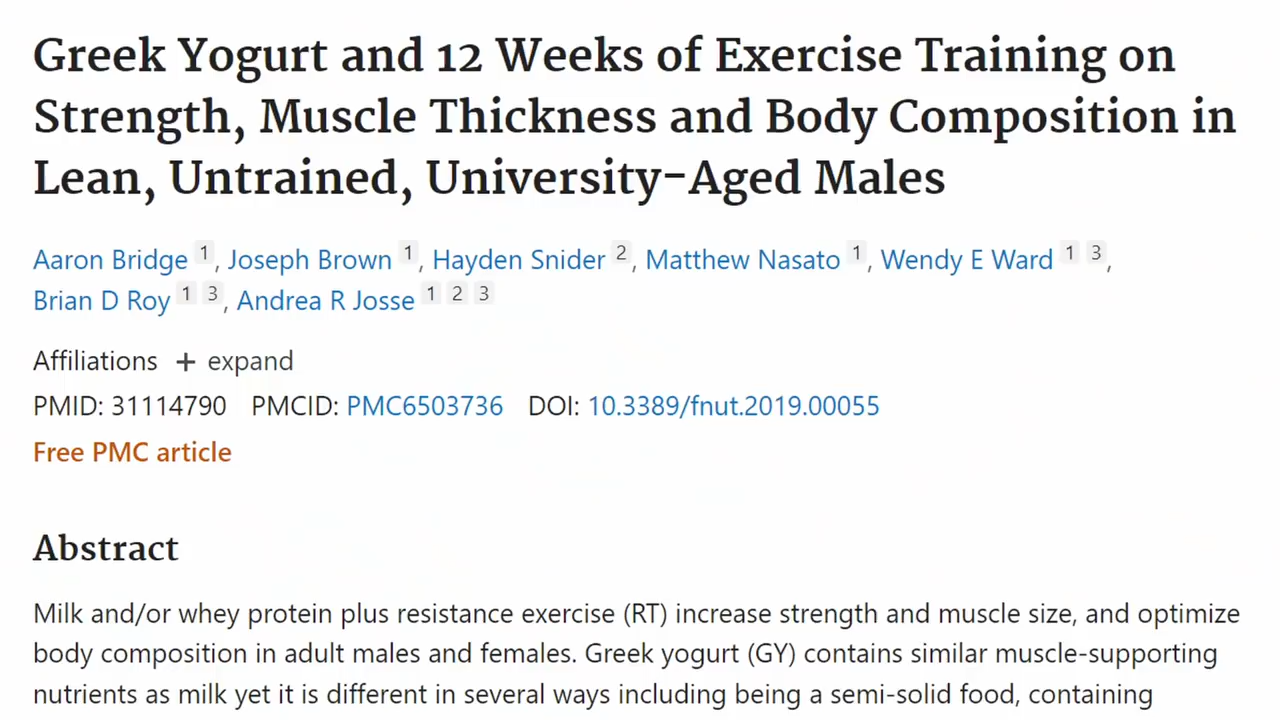 Greek Yogurt and 12 Weeks of Exercise Training on
Strength, Muscle Thickness and Body Composition in
Lean, Untrained, University-Aged Males
Aaron Bridge 1, Joseph Brown 1, Hayden Snider 2, Matthew Nasato 1, Wendy E Ward 1 3,
Brian D Roy 1 3, Andrea R Josse 1 2 3
Affiliations + expand
PMID: 31114790 PMCID: PMC6503736 DOI: 10.3389/fnut.2019.00055
Free PMC article
Abstract
Milk and/or whey protein plus resistance exercise (RT) increase strength and muscle size, and optimize
body composition in adult males and females. Greek yogurt (GY) contains similar muscle-supporting
nutrients as milk yet it is different in several ways including being a semi-solid food, containing